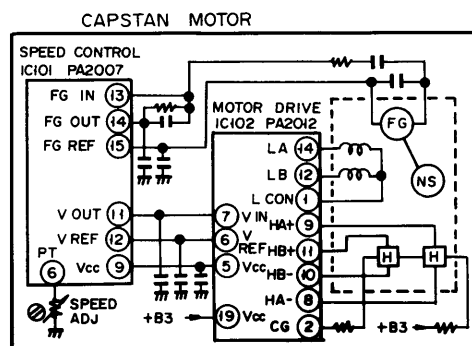 CAPSTAN MOTOR
SPEED CONTROL
IC101 PA2007
FG IN 13
FG OUT 14
FG REF 15
V OUT 11
V REF 12
PT
6
Vcc 9
SPEED
ADJ
MOTOR DRIVE
IC102 PA2012
LA 14
LB 12
L CON 1
7 V IN
HA+ 9
6 V
REF
HB+ 11
5 Vcc
HB- 10
HA- 8
+B3 19 Vcc
CG 2
+B3
FG
NS
H
H